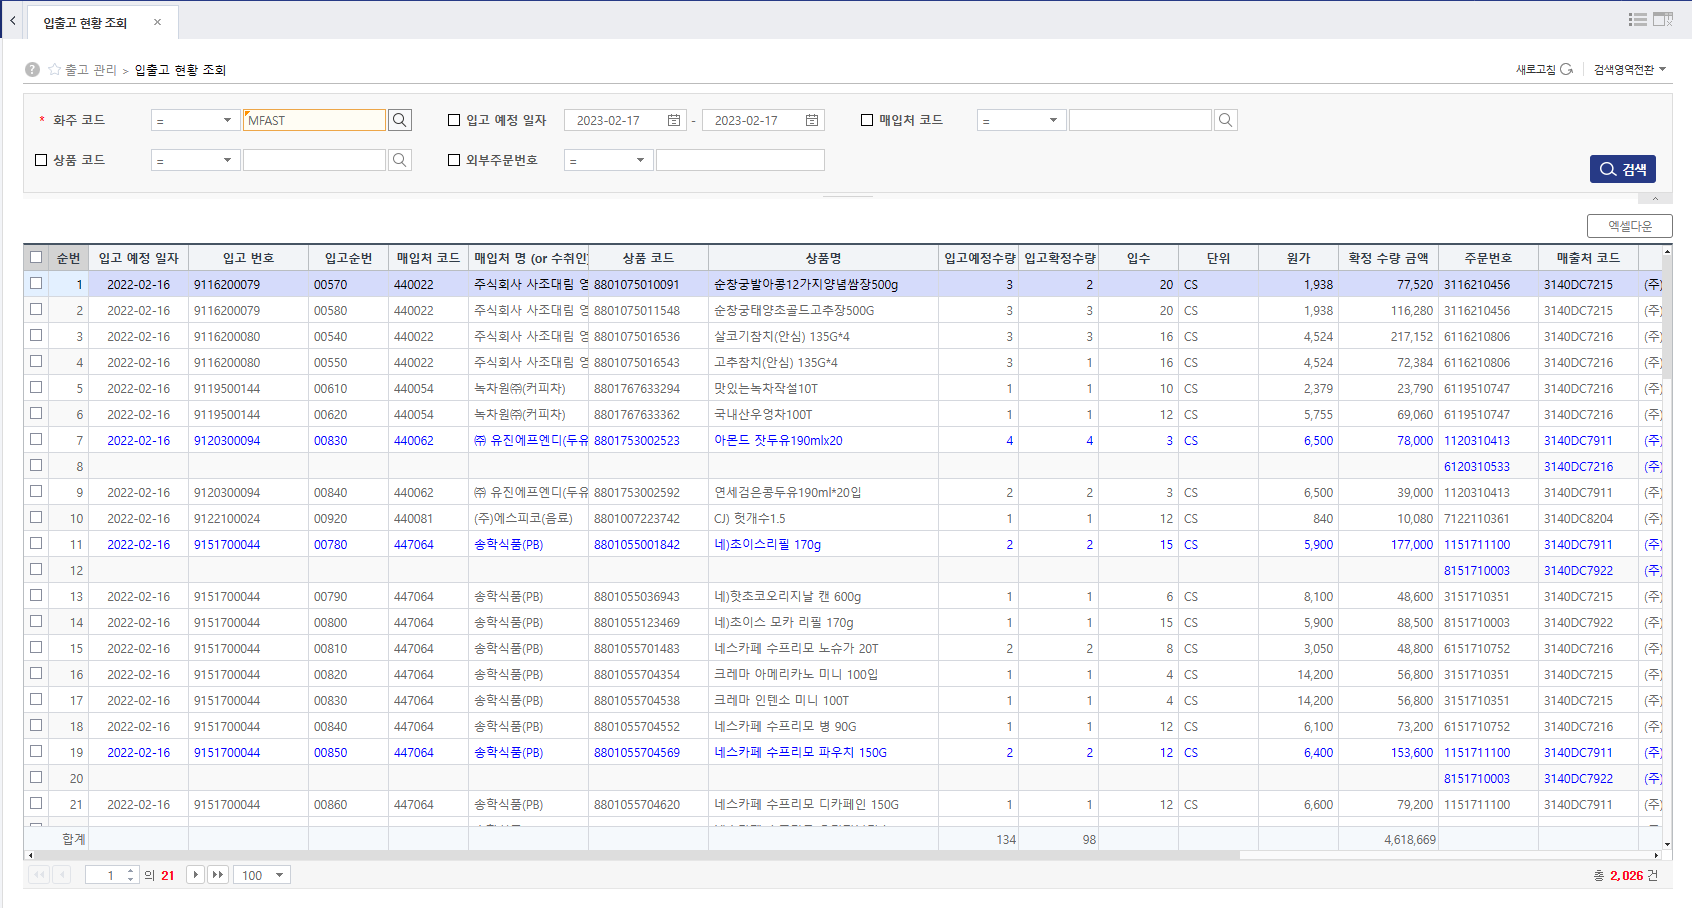 입출고 현황 조회
출고 관리 > 입출고 현황 조회
새로고침
검색영역전환
* 화주 코드 = MFAST
입고 예정 일자 2023-02-17 - 2023-02-17
매입처 코드 =
상품 코드 =
외부주문번호 =
검색
엑셀다운
순번 입고 예정 일자 입고 번호 입고순번 매입처 코드 매입처 명 (or 수취인 상품 코드 상품명 입고예정수량 입고확정수량 입수 단위 원가 확정 수량 금액 주문번호 매출처 코드
1 2022-02-16 9116200079 00570 440022 주식회사 사조대림 영 8801075010091 순창궁발아콩12가지양념쌈장500g 3 2 20 CS 1,938 77,520 3116210456 3140DC7215 (주)
2 2022-02-16 9116200079 00580 440022 주식회사 사조대림 영 8801075011548 순창궁태양초골드고추장500G 3 3 20 CS 1,938 116,280 3116210456 3140DC7215 (주)
3 2022-02-16 9116200080 00540 440022 주식회사 사조대림 영 8801075016536 살코기참치(안심) 135G*4 3 3 16 CS 4,524 217,152 6116210806 3140DC7216 (주)
4 2022-02-16 9116200080 00550 440022 주식회사 사조대림 영 8801075016543 고추참치(안심) 135G*4 3 1 16 CS 4,524 72,384 6116210806 3140DC7216 (주)
5 2022-02-16 9119500144 00610 440054 녹차원㈜(커피차) 8801767633294 맛있는녹차작설10T 1 1 10 CS 2,379 23,790 6119510747 3140DC7216 (주)
6 2022-02-16 9119500144 00620 440054 녹차원㈜(커피차) 8801767633362 국내산우엉차100T 1 1 12 CS 5,755 69,060 6119510747 3140DC7216 (주)
7 2022-02-16 9120300094 00830 440062 ㈜ 유진에프엔디(두유 8801753002523 아몬드 잣두유190mlx20 4 4 3 CS 6,500 78,000 1120310413 3140DC7911 (주)
8 6120310533 3140DC7216 (주)
9 2022-02-16 9120300094 00840 440062 ㈜ 유진에프엔디(두유 8801753002592 연세검은콩두유190ml*20입 2 2 3 CS 6,500 39,000 1120310413 3140DC7911 (주)
10 2022-02-16 9122100024 00920 440081 (주)에스피코(음료) 8801007223742 CJ) 헛개수1.5 1 1 12 CS 840 10,080 7122110361 3140DC8204 (주)
11 2022-02-16 9151700044 00780 447064 송학식품(PB) 8801055001842 네)초이스리필 170g 2 2 15 CS 5,900 177,000 1151711100 3140DC7911 (주)
12 8151710003 3140DC7922 (주)
13 2022-02-16 9151700044 00790 447064 송학식품(PB) 8801055036943 네)핫초코오리지날 캔 600g 1 1 6 CS 8,100 48,600 3151710351 3140DC7215 (주)
14 2022-02-16 9151700044 00800 447064 송학식품(PB) 8801055123469 네)초이스 모카 리필 170g 1 1 15 CS 5,900 88,500 8151710003 3140DC7922 (주)
15 2022-02-16 9151700044 00810 447064 송학식품(PB) 8801055701483 네스카페 수프리모 노슈가 20T 2 2 8 CS 3,050 48,800 6151710752 3140DC7216 (주)
16 2022-02-16 9151700044 00820 447064 송학식품(PB) 8801055704354 크레마 아메리카노 미니 100입 1 1 4 CS 14,200 56,800 3151710351 3140DC7215 (주)
17 2022-02-16 9151700044 00830 447064 송학식품(PB) 8801055704538 크레마 인텐소 미니 100T 1 1 4 CS 14,200 56,800 3151710351 3140DC7215 (주)
18 2022-02-16 9151700044 00840 447064 송학식품(PB) 8801055704552 네스카페 수프리모 병 90G 1 1 12 CS 6,100 73,200 6151710752 3140DC7216 (주)
19 2022-02-16 9151700044 00850 447064 송학식품(PB) 8801055704569 네스카페 수프리모 파우치 150G 2 2 12 CS 6,400 153,600 1151711100 3140DC7911 (주)
20 8151710003 3140DC7922 (주)
21 2022-02-16 9151700044 00860 447064 송학식품(PB) 8801055704620 네스카페 수프리모 디카페인 150G 1 1 12 CS 6,600 79,200 1151711100 3140DC7911 (주)
합계 134 98 4,618,669
1 의 21 100
총 2,026 건